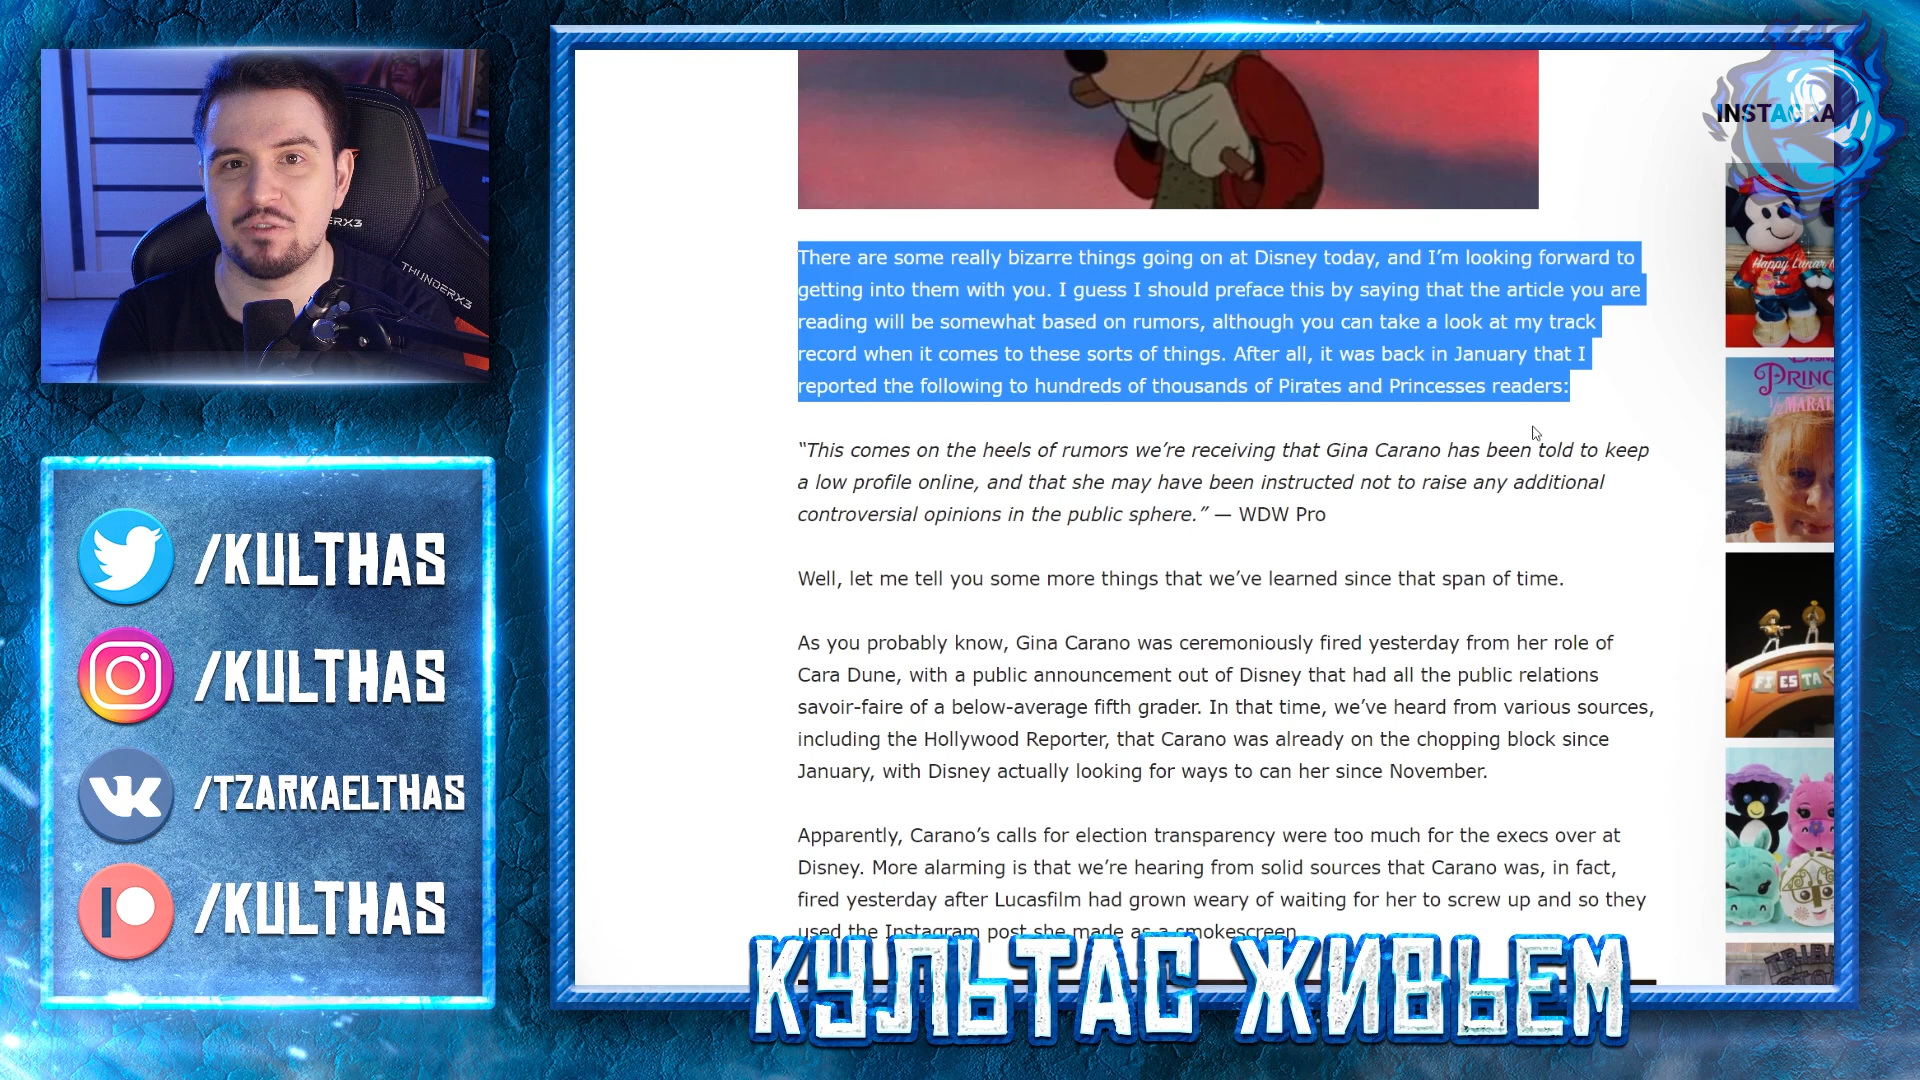 ERX3
THUNDERX3
/KULTHAS
/KULTHAS
/TZARKAELTHAS
/KULTHAS
There are some really bizarre things going on at Disney today, and I’m looking forward to
getting into them with you. I guess I should preface this by saying that the article you are
reading will be somewhat based on rumors, although you can take a look at my track
record when it comes to these sorts of things. After all, it was back in January that I
reported the following to hundreds of thousands of Pirates and Princesses readers:
“This comes on the heels of rumors we’re receiving that Gina Carano has been told to keep
a low profile online, and that she may have been instructed not to raise any additional
controversial opinions in the public sphere.” — WDW Pro
Well, let me tell you some more things that we’ve learned since that span of time.
As you probably know, Gina Carano was ceremoniously fired yesterday from her role of
Cara Dune, with a public announcement out of Disney that had all the public relations
savoir-faire of a below-average fifth grader. In that time, we’ve heard from various sources,
including the Hollywood Reporter, that Carano was already on the chopping block since
January, with Disney actually looking for ways to can her since November.
Apparently, Carano’s calls for election transparency were too much for the execs over at
Disney. More alarming is that we’re hearing from solid sources that Carano was, in fact,
fired yesterday after Lucasfilm had grown weary of waiting for her to screw up and so they
used the Instagram post she made as a smokescreen.
INSTAGRA
Happy Lunar
PRINC
MARAT
FIESTA
TRIB
КУЛЬТАС ЖИВЬЕМ